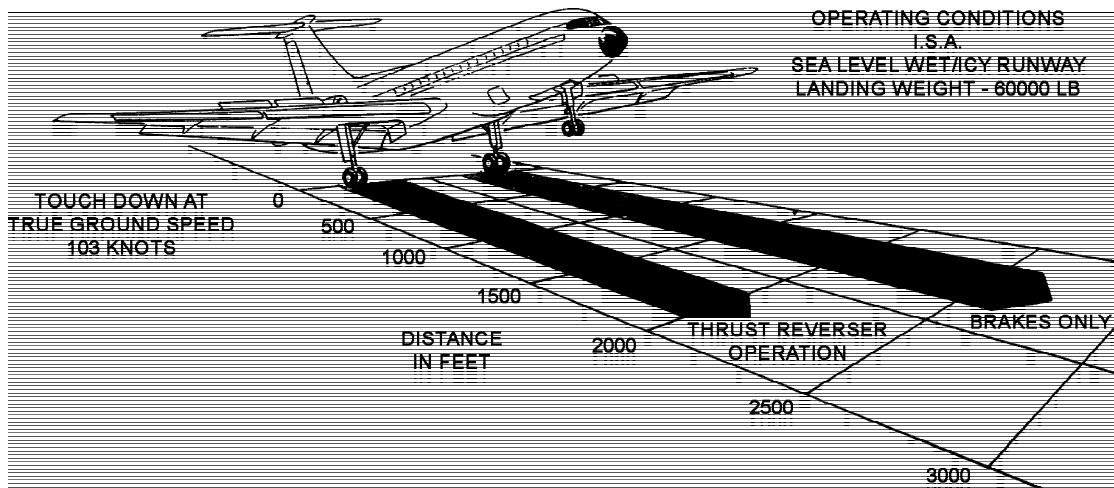 OPERATING CONDITIONS
I.S.A.
SEA LEVEL WET/ICY RUNWAY
LANDING WEIGHT - 60000 LB
TOUCH DOWN AT
TRUE GROUND SPEED
103 KNOTS
0
500
1000
1500
2000
2500
3000
DISTANCE
IN FEET
THRUST REVERSER
OPERATION
BRAKES ONLY